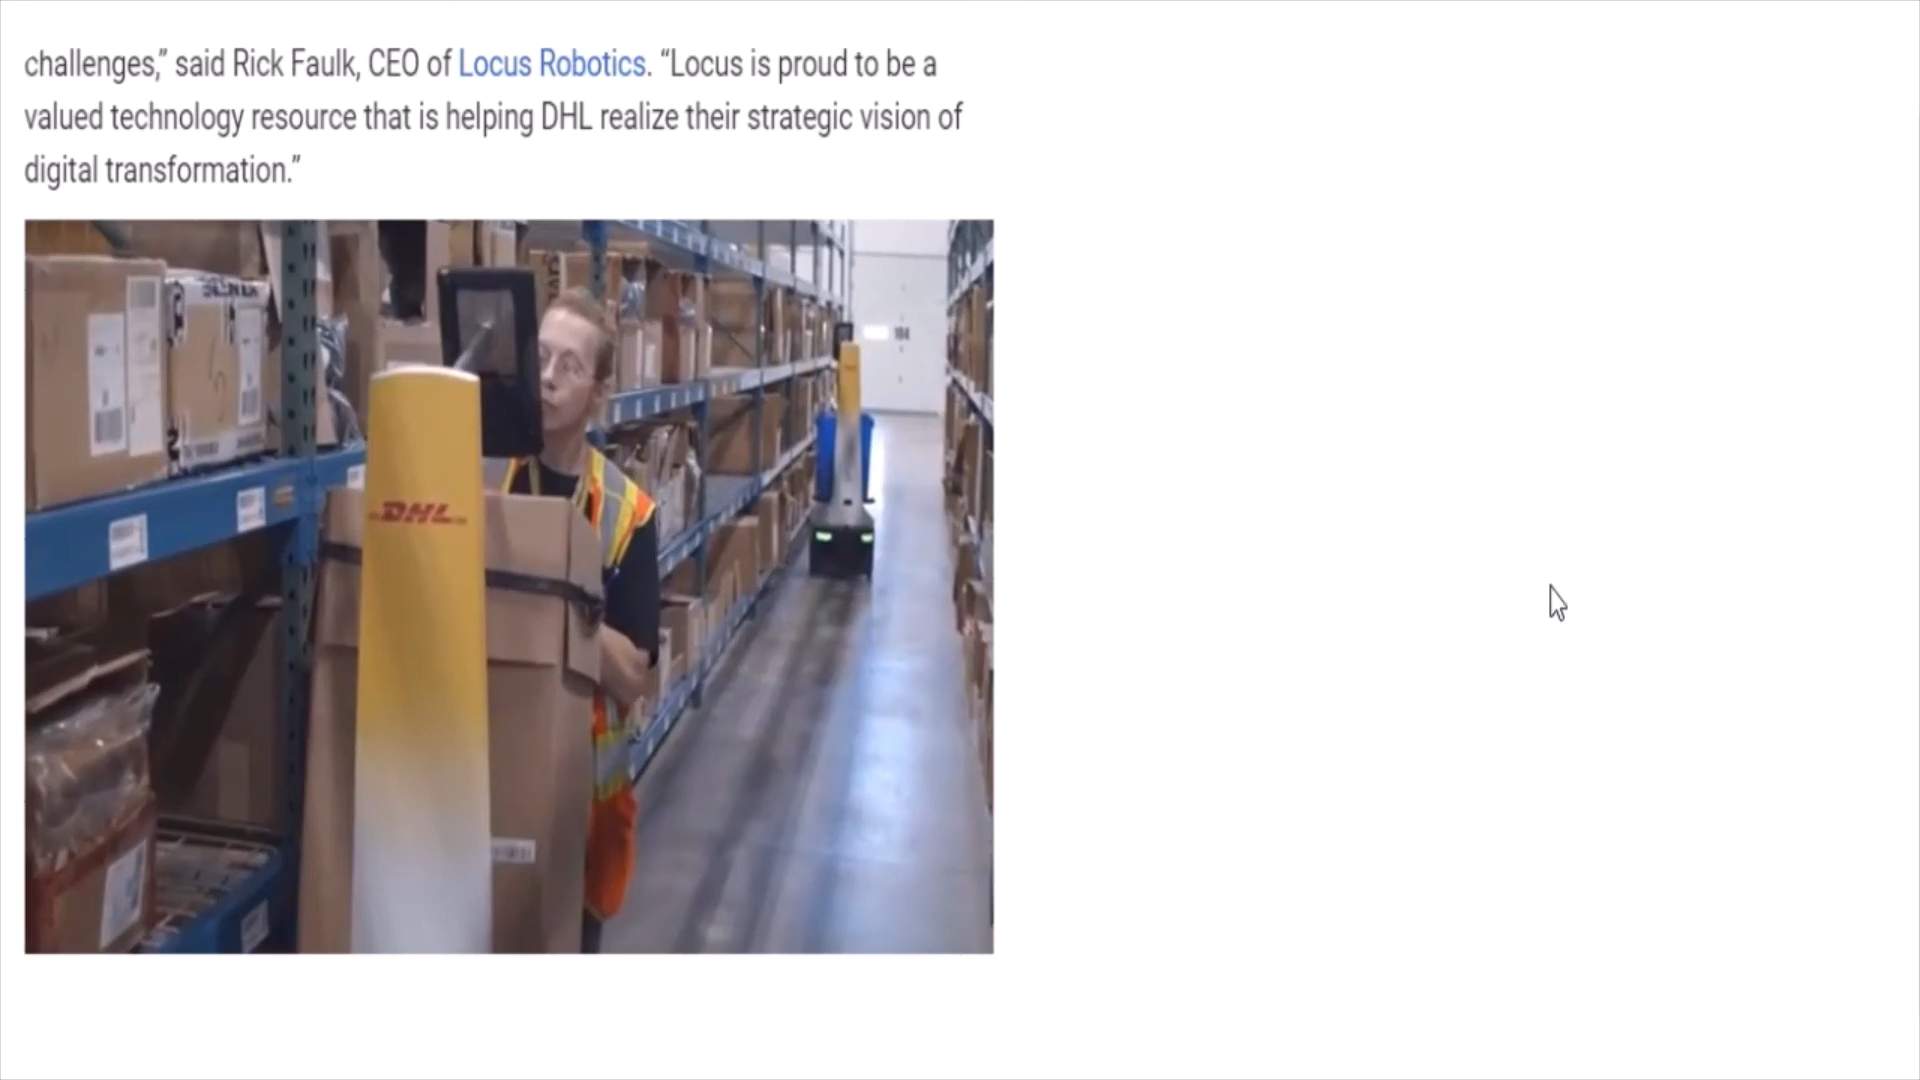 challenges,” said Rick Faulk, CEO of Locus Robotics. “Locus is proud to be a
valued technology resource that is helping DHL realize their strategic vision of
digital transformation.”
DHL